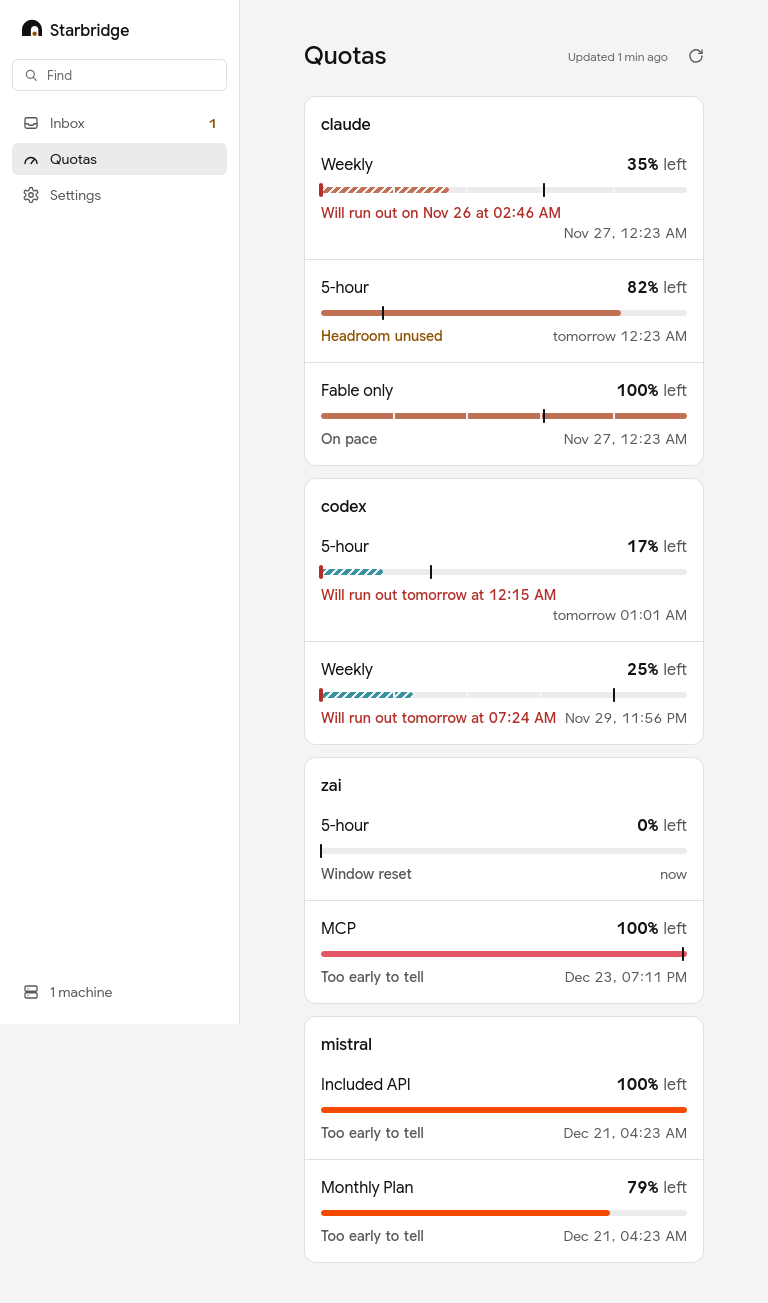 Starbridge
Find
Inbox 1
Quotas
Settings
1 machine
Quotas
Updated 1 min ago
claude
Weekly 35% left
Will run out on Nov 26 at 02:46 AM
Nov 27, 12:23 AM
5-hour 82% left
Headroom unused tomorrow 12:23 AM
Fable only 100% left
On pace Nov 27, 12:23 AM
codex
5-hour 17% left
Will run out tomorrow at 12:15 AM
tomorrow 01:01 AM
Weekly 25% left
Will run out tomorrow at 07:24 AM Nov 29, 11:56 PM
zai
5-hour 0% left
Window reset now
MCP 100% left
Too early to tell Dec 23, 07:11 PM
mistral
Included API 100% left
Too early to tell Dec 21, 04:23 AM
Monthly Plan 79% left
Too early to tell Dec 21, 04:23 AM